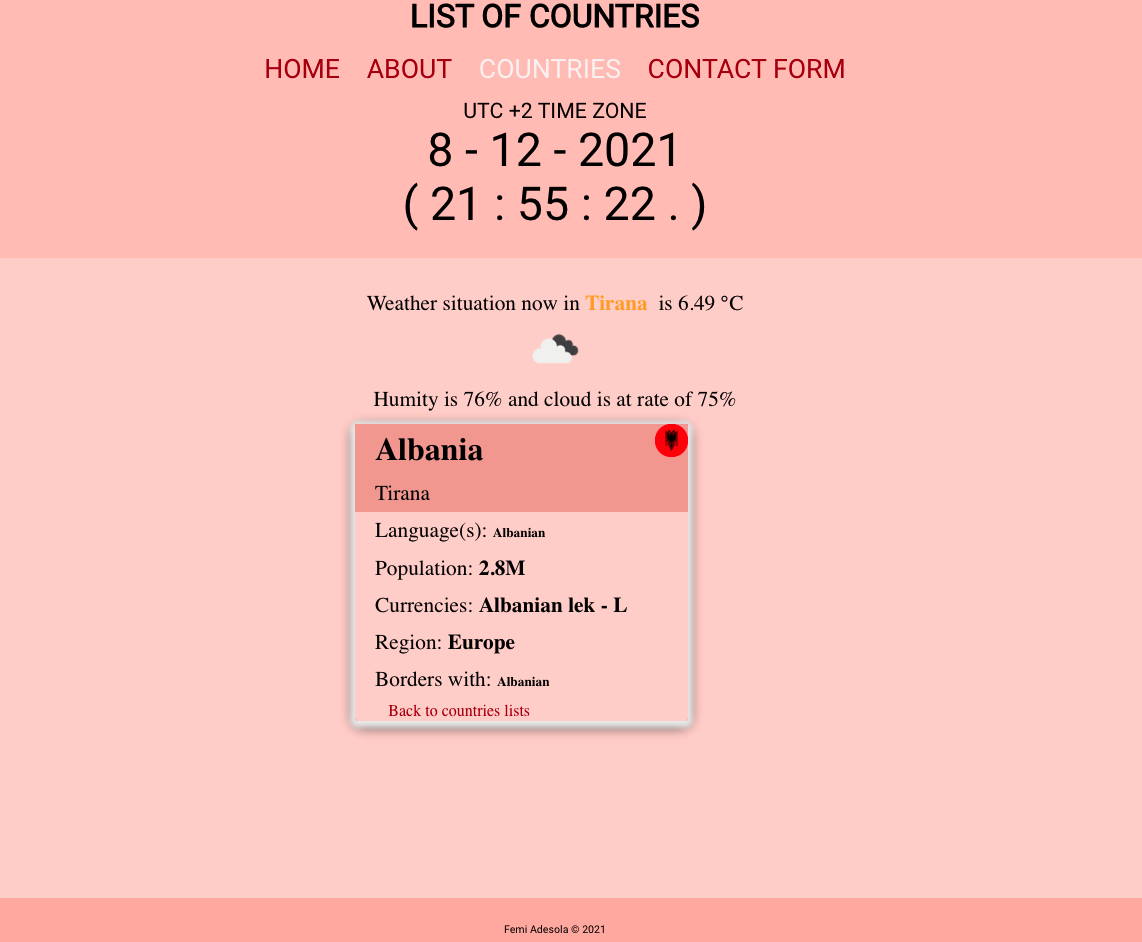 LIST OF COUNTRIES
HOME ABOUT COUNTRIES CONTACT FORM
UTC +2 TIME ZONE
8 - 12 - 2021
( 21 : 55 : 22 . )
Weather situation now in Tirana is 6.49 °C
Humity is 76% and cloud is at rate of 75%
Albania
Tirana
Language(s): Albanian
Population: 2.8M
Currencies: Albanian lek - L
Region: Europe
Borders with: Albanian
Back to countries lists
Femi Adesola © 2021